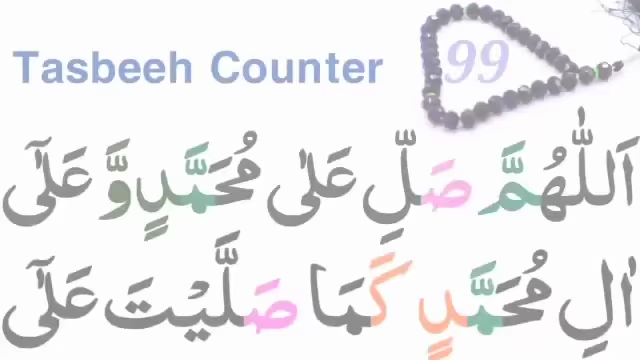 Tasbeeh Counter
99
اَللّٰهُمَّ صَلِّ عَلٰى مُحَمَّدٍ وَّ عَلٰٓى
اٰلِ مُحَمَّدٍ كَمَا صَلَّيْتَ عَلٰٓى